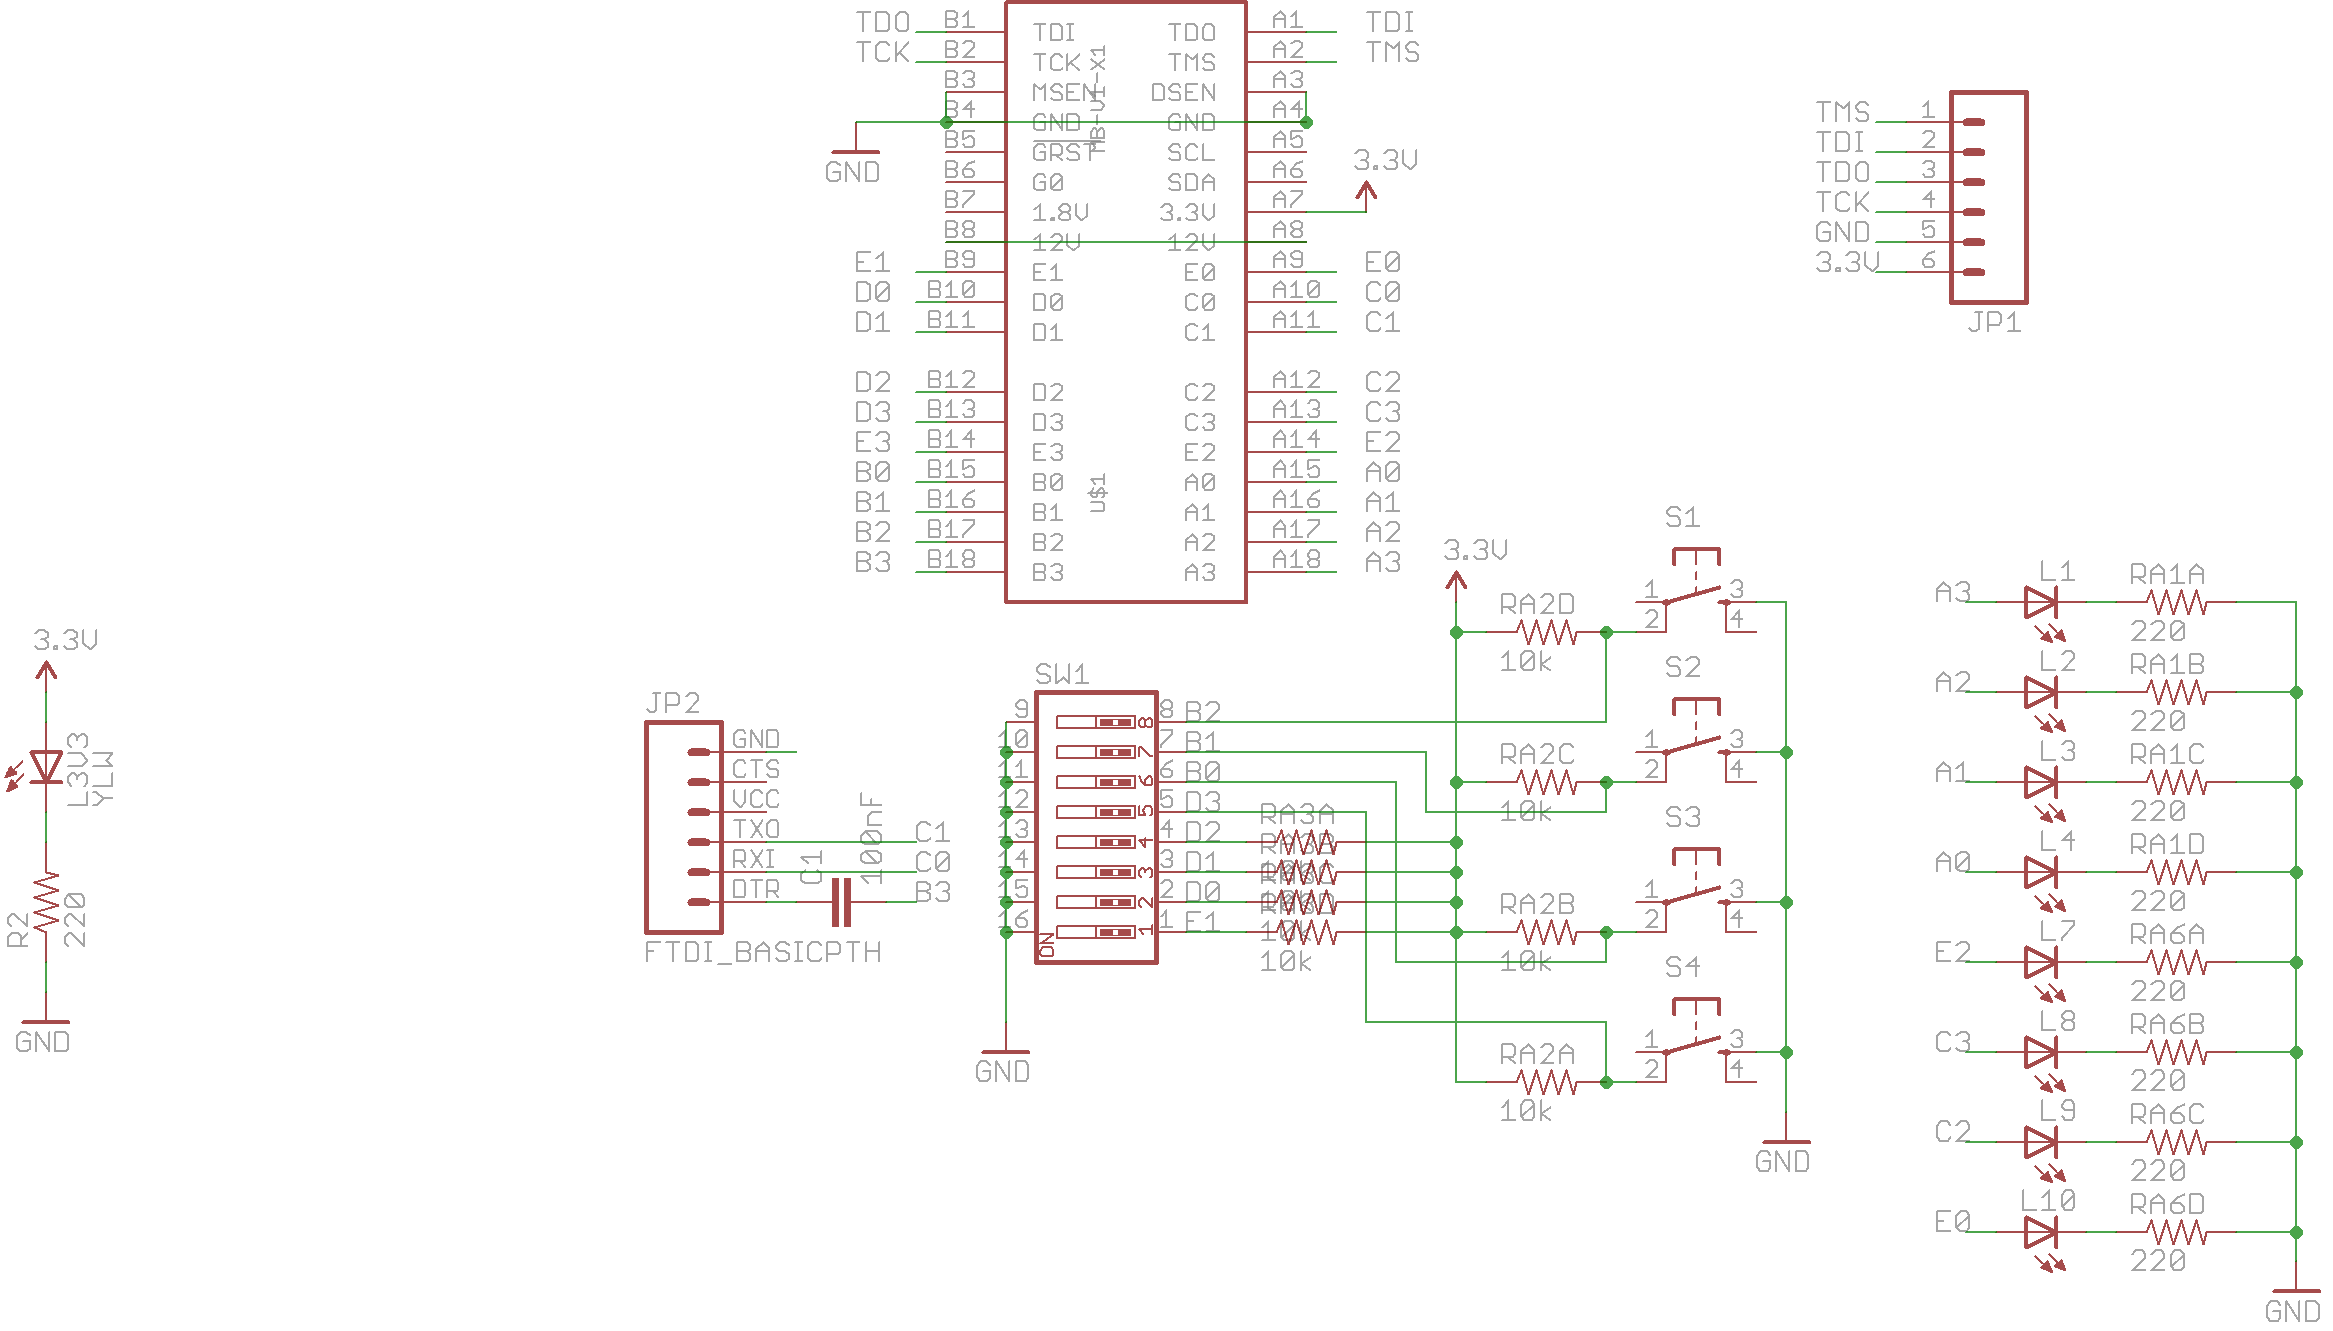 TDO B1 TDI TDO A1 TDI
TCK B2 TCK TMS A2 TMS
B3 MSEN DSEN A3
B4 GND GND A4
B5 GRST SCL A5
GND B6 G0 SDA A6
3.3V
B7 1.8V 3.3V A7
B8 12V 12V A8
E1 B9 E1 E0 A9 E0
D0 B10 D0 C0 A10 C0
D1 B11 D1 C1 A11 C1
D2 B12 D2 C2 A12 C2
D3 B13 D3 C3 A13 C3
E3 B14 E3 E2 A14 E2
B0 B15 B0 A0 A15 A0
B1 B16 B1 A1 A16 A1
B2 B17 B2 A2 A17 A2
B3 B18 B3 A3 A18 A3
U$1
TMS 1
TDI 2
TDO 3
TCK 4
GND 5
3.3V 6
JP1
3.3V
L3V3
YLW
R2
220
GND
JP2
GND
CTS
VCC
TXO C1
RXI C0
DTR B3
C1
100nF
FTDI_BASICPTH
SW1
9 8 8 B2
10 7 7 B1
11 6 6 B0
12 5 5 D3
13 4 4 D2
14 3 3 D1
15 2 2 D0
16 1 1 E1
ON
GND
RA3A
10k
3.3V
RA2D
10k
RA2C
10k
RA2B
10k
RA2A
10k
S1
1 3
2 4
S2
1 3
2 4
S3
1 3
2 4
S4
1 3
2 4
GND
A3 L1 RA1A
220
A2 L2 RA1B
220
A1 L3 RA1C
220
A0 L4 RA1D
220
E2 L7 RA6A
220
C3 L8 RA6B
220
C2 L9 RA6C
220
E0 L10 RA6D
220
GND